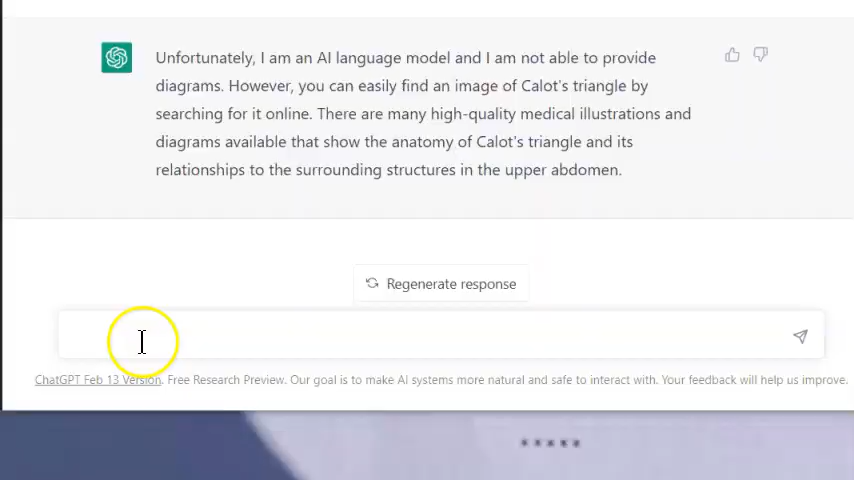 Unfortunately, I am an AI language model and I am not able to provide
diagrams. However, you can easily find an image of Calot's triangle by
searching for it online. There are many high-quality medical illustrations and
diagrams available that show the anatomy of Calot's triangle and its
relationships to the surrounding structures in the upper abdomen.
Regenerate response
ChatGPT Feb 13 Version. Free Research Preview. Our goal is to make AI systems more natural and safe to interact with. Your feedback will help us improve.
*****